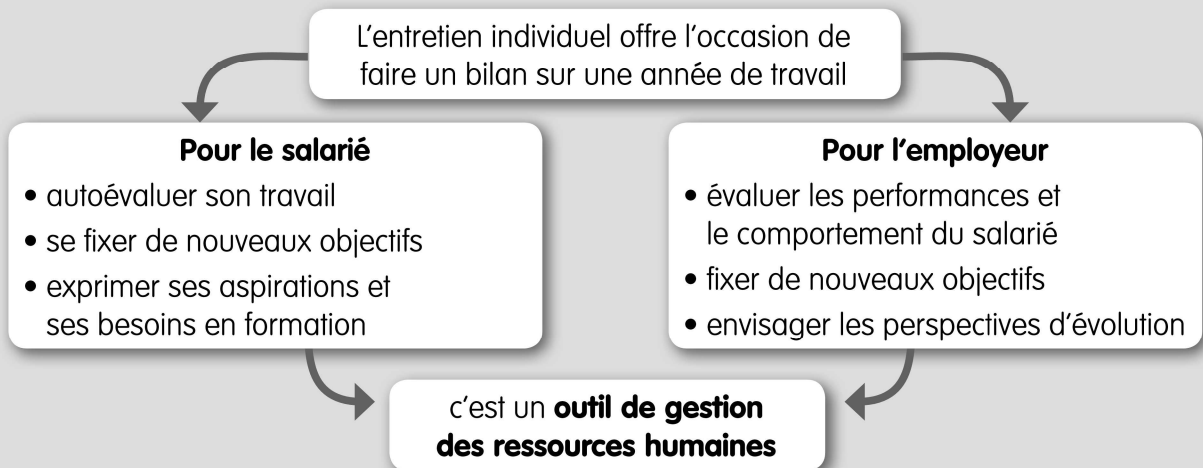 L'entretien individuel offre l'occasion de
faire un bilan sur une année de travail
Pour le salarié
• autoévaluer son travail
• se fixer de nouveaux objectifs
• exprimer ses aspirations et
ses besoins en formation
Pour l'employeur
• évaluer les performances et
le comportement du salarié
• fixer de nouveaux objectifs
• envisager les perspectives d'évolution
c'est un outil de gestion
des ressources humaines